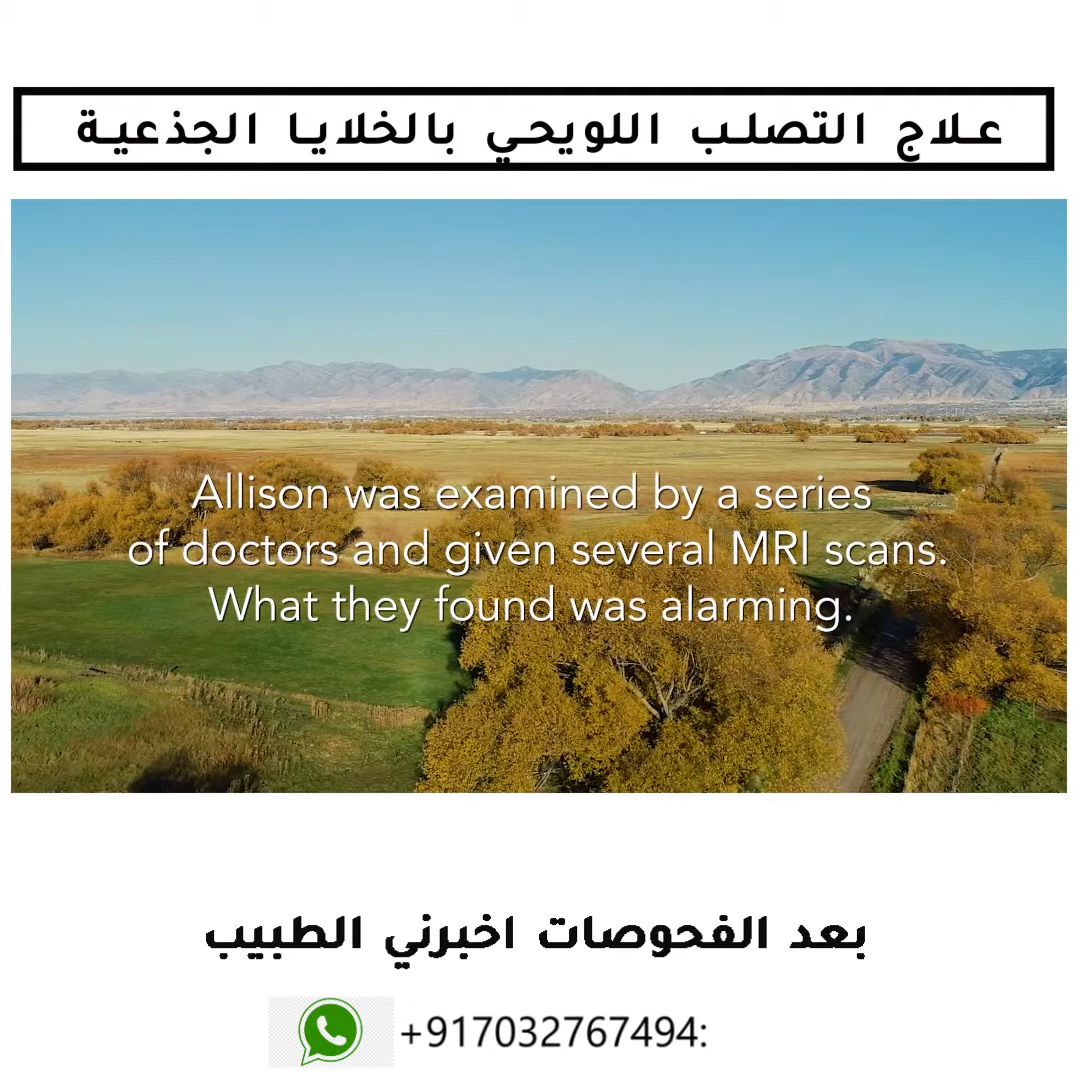 علاج التصلب اللويحي بالخلايا الجذعية
Allison was examined by a series
of doctors and given several MRI scans.
What they found was alarming.
بعد الفحوصات اخبرني الطبيب
+917032767494: